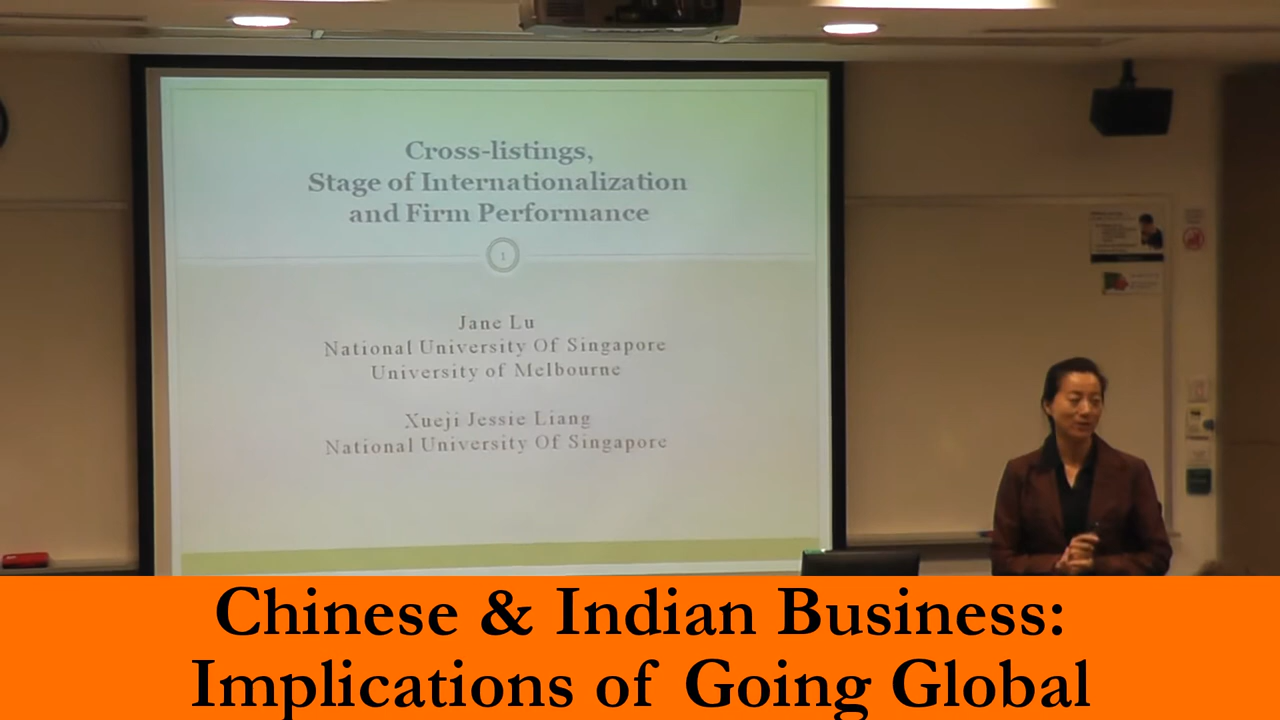 Cross-listings,
Stage of Internationalization
and Firm Performance
1
Jane Lu
National University Of Singapore
University of Melbourne
Xueji Jessie Liang
National University Of Singapore
Chinese & Indian Business:
Implications of Going Global